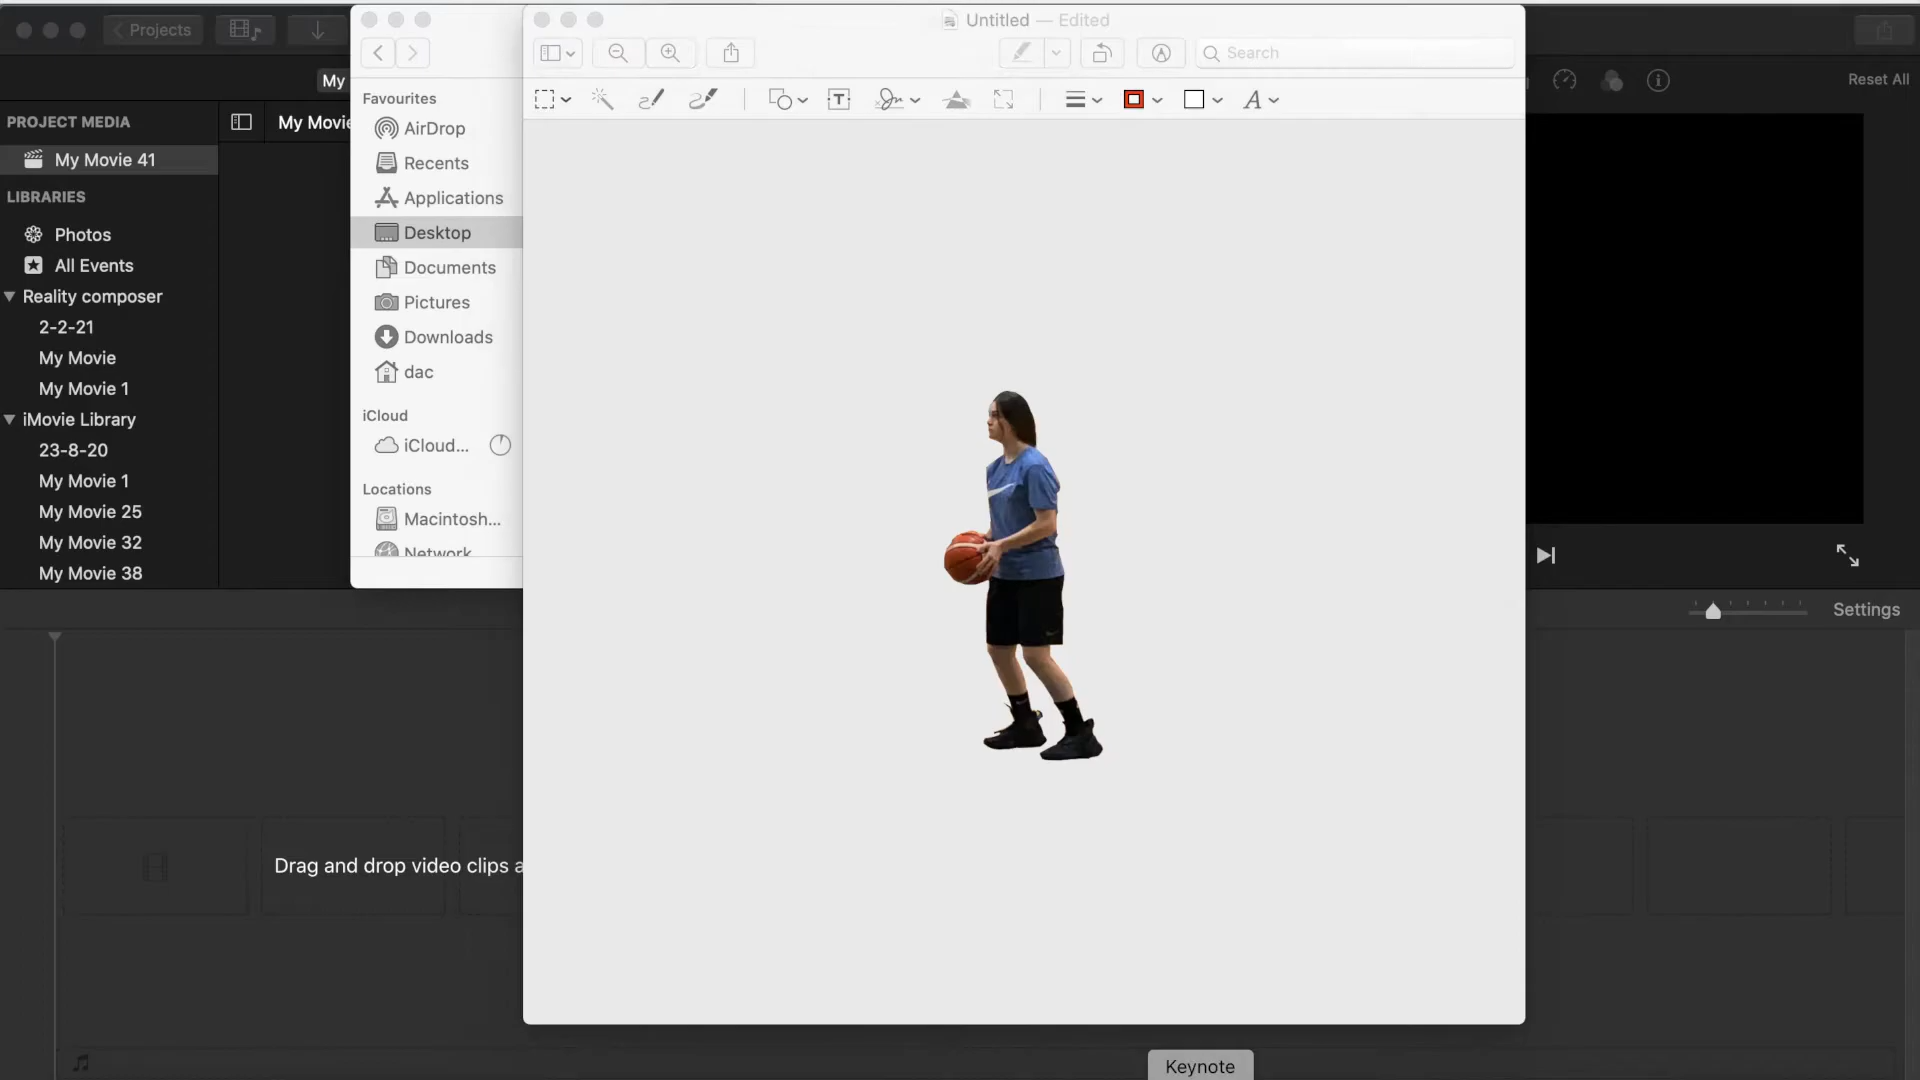 Projects
My
PROJECT MEDIA
My Movie 41
LIBRARIES
Photos
All Events
Reality composer
2-2-21
My Movie
My Movie 1
iMovie Library
23-8-20
My Movie 1
My Movie 25
My Movie 32
My Movie 38
My Movie
Favourites
AirDrop
Recents
Applications
Desktop
Documents
Pictures
Downloads
dac
iCloud
iCloud...
Locations
Macintosh...
Network
Untitled — Edited
Search
T
A
Reset All
Settings
Drag and drop video clips a
Keynote